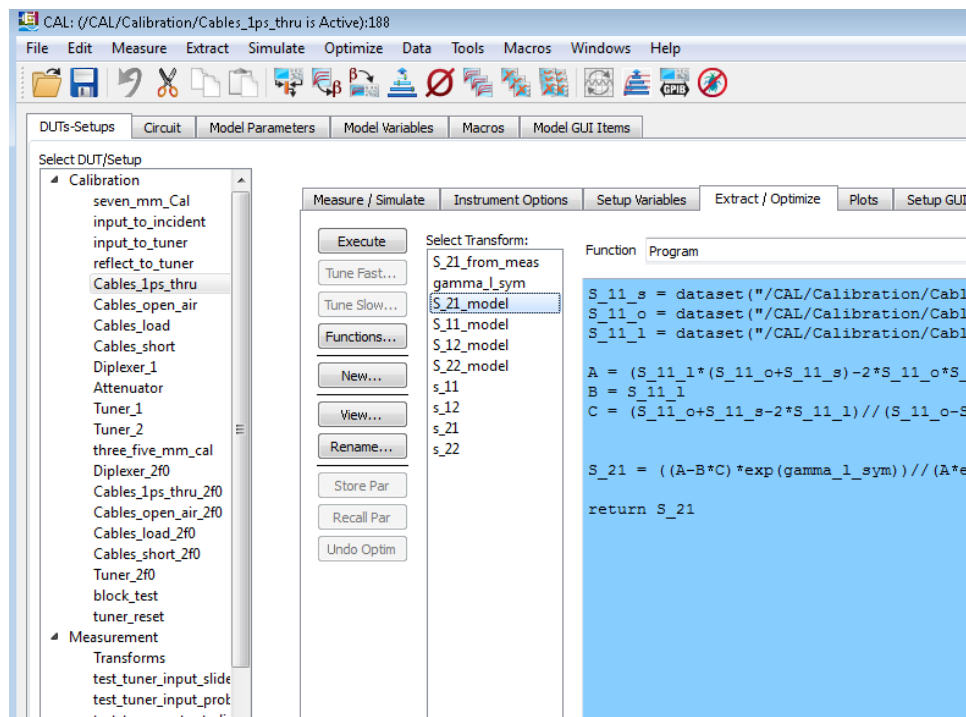 CAL: (/CAL/Calibration/Cables_1ps_thru is Active):188
File Edit Measure Extract Simulate Optimize Data Tools Macros Windows Help
β β GPIB
DUTs-Setups Circuit Model Parameters Model Variables Macros Model GUI Items
Select DUT/Setup
Calibration
seven_mm_Cal
input_to_incident
input_to_tuner
reflect_to_tuner
Cables_1ps_thru
Cables_open_air
Cables_load
Cables_short
Diplexer_1
Attenuator
Tuner_1
Tuner_2
three_five_mm_cal
Diplexer_2f0
Cables_1ps_thru_2f0
Cables_open_air_2f0
Cables_load_2f0
Cables_short_2f0
Tuner_2f0
block_test
tuner_reset
Measurement
Transforms
test_tuner_input_slide
test_tuner_input_prob
Measure / Simulate Instrument Options Setup Variables Extract / Optimize Plots Setup GUI
Execute
Tune Fast...
Tune Slow...
Functions...
New...
View...
Rename...
Store Par
Recall Par
Undo Optim
Select Transform:
S_21_from_meas
gamma_l_sym
S_21_model
S_11_model
S_12_model
S_22_model
s_11
s_12
s_21
s_22
Function Program
S_11_s = dataset("/CAL/Calibration/Cabl
S_11_o = dataset("/CAL/Calibration/Cabl
S_11_l = dataset("/CAL/Calibration/Cabl
A = (S_11_l*(S_11_o+S_11_s)-2*S_11_o*S_
B = S_11_l
C = (S_11_o+S_11_s-2*S_11_l)//(S_11_o-S
S_21 = ((A-B*C)*exp(gamma_l_sym))//(A*e
return S_21